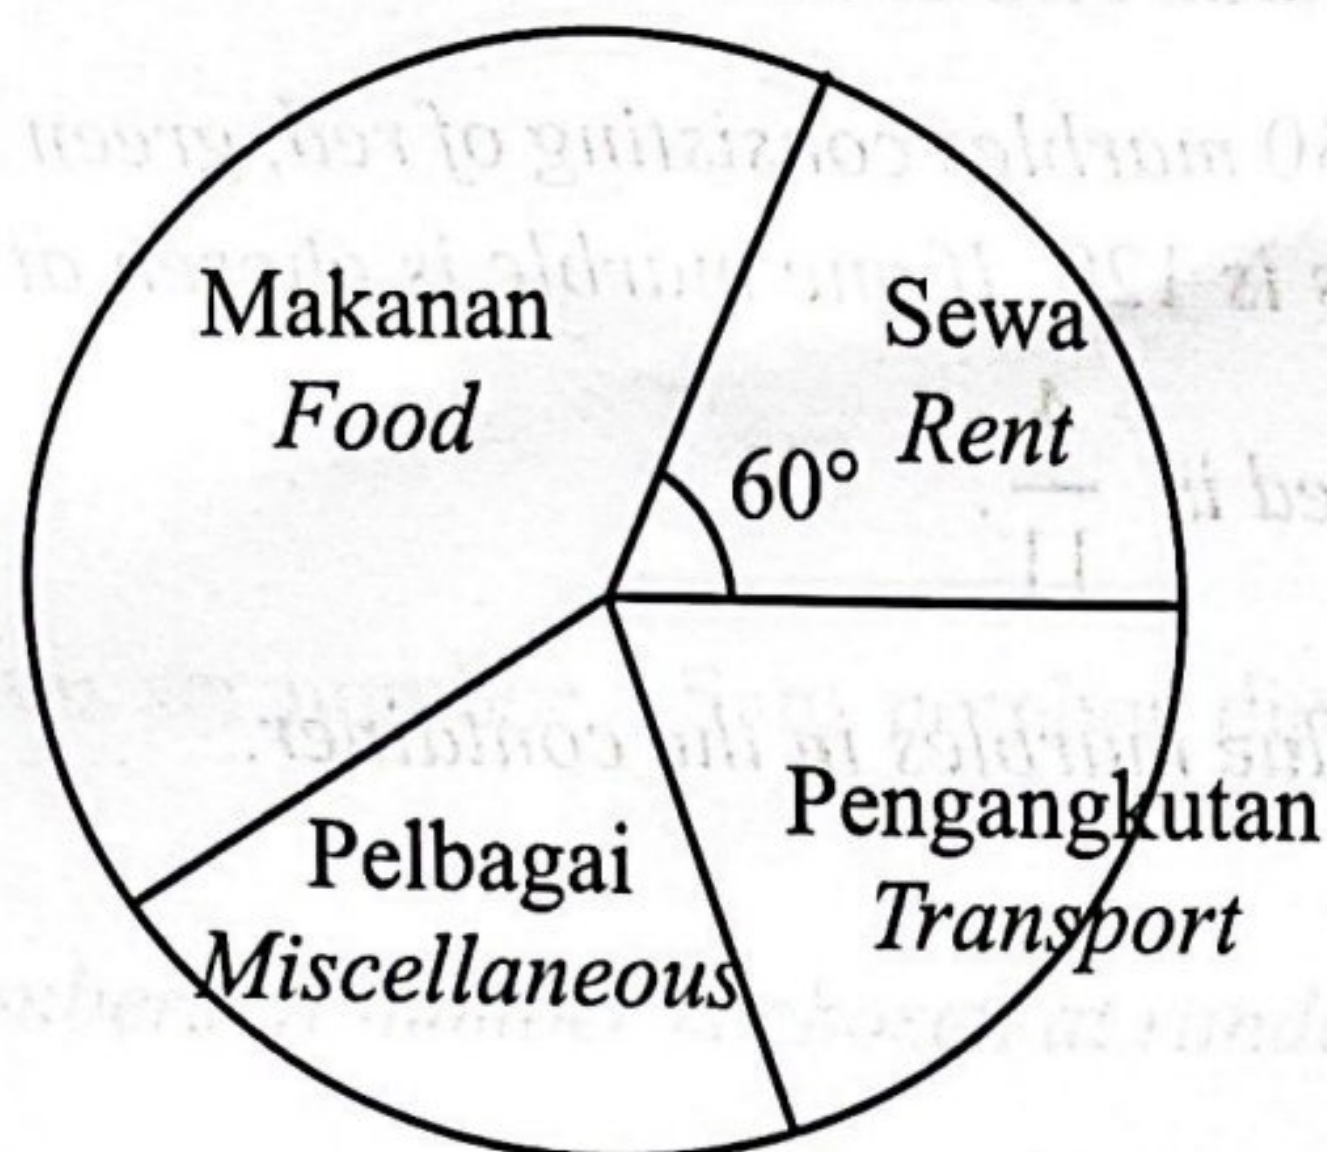 Makanan
Food
Sewa
Rent
60°
Pelbagai
Miscellaneous
Pengangkutan
Transport